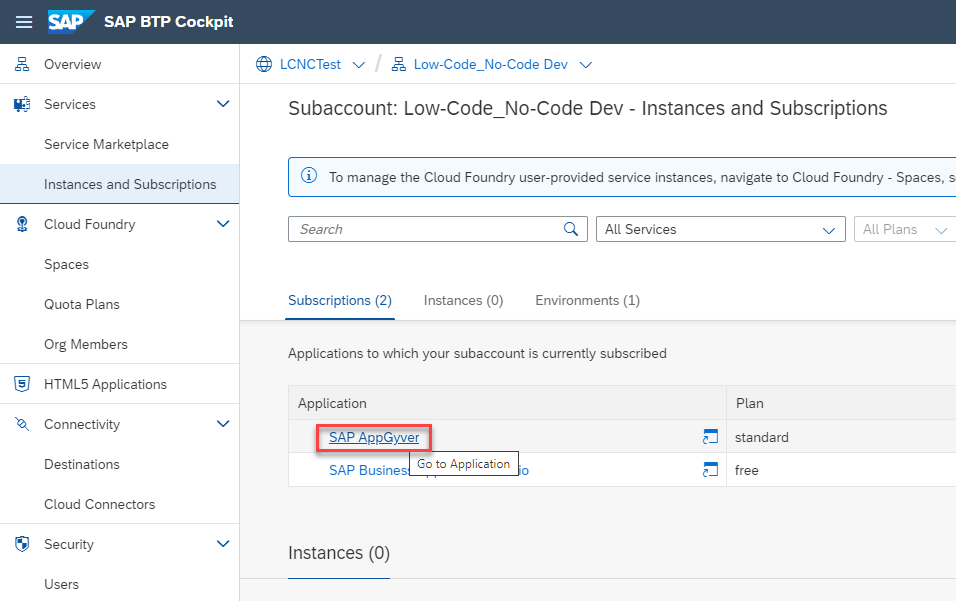 SAP SAP BTP Cockpit
Overview
Services
Service Marketplace
Instances and Subscriptions
Cloud Foundry
Spaces
Quota Plans
Org Members
HTML5 Applications
Connectivity
Destinations
Cloud Connectors
Security
Users
LCNCTest / Low-Code_No-Code Dev
Subaccount: Low-Code_No-Code Dev - Instances and Subscriptions
To manage the Cloud Foundry user-provided service instances, navigate to Cloud Foundry - Spaces,
Search All Services All Plans
Subscriptions (2) Instances (0) Environments (1)
Applications to which your subaccount is currently subscribed
Application Plan
SAP AppGyver standard
Go to Application
SAP Business free
Instances (0)